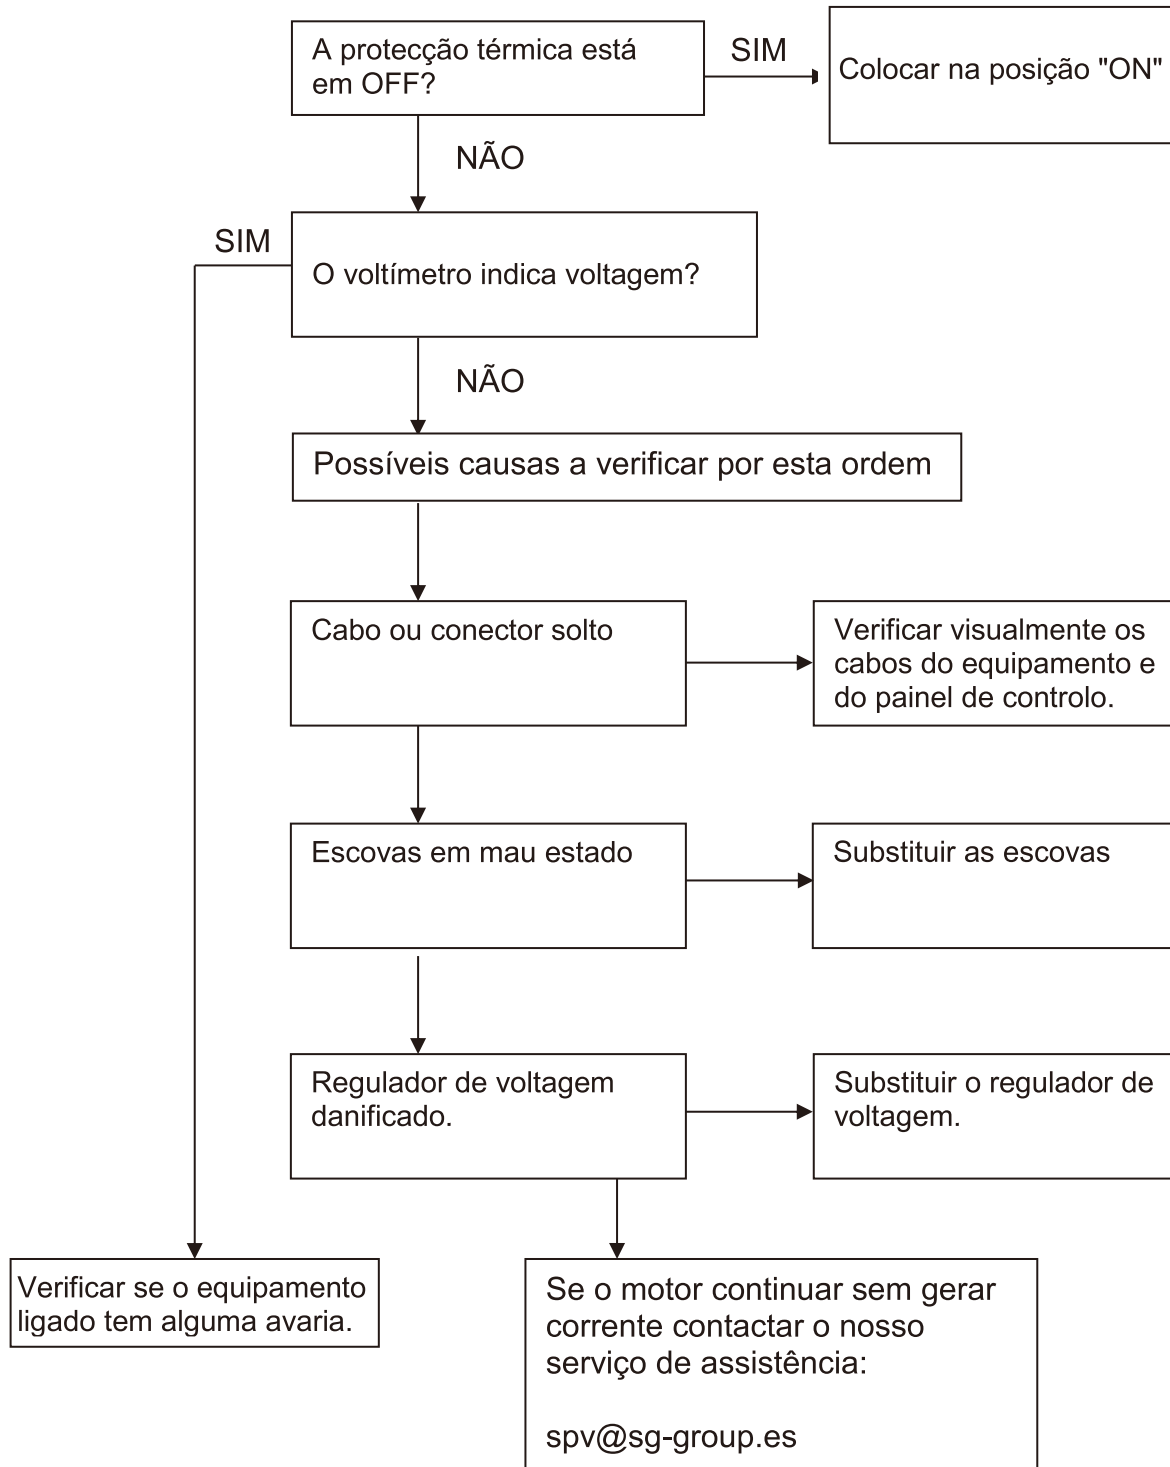 A protecção térmica está
em OFF?
SIM
Colocar na posição "ON"
NÃO
SIM
O voltímetro indica voltagem?
NÃO
Possíveis causas a verificar por esta ordem
Cabo ou conector solto
Verificar visualmente os
cabos do equipamento e
do painel de controlo.
Escovas em mau estado
Substituir as escovas
Regulador de voltagem
danificado.
Substituir o regulador de
voltagem.
Verificar se o equipamento
ligado tem alguma avaria.
Se o motor continuar sem gerar
corrente contactar o nosso
serviço de assistência:
spv@sg-group.es